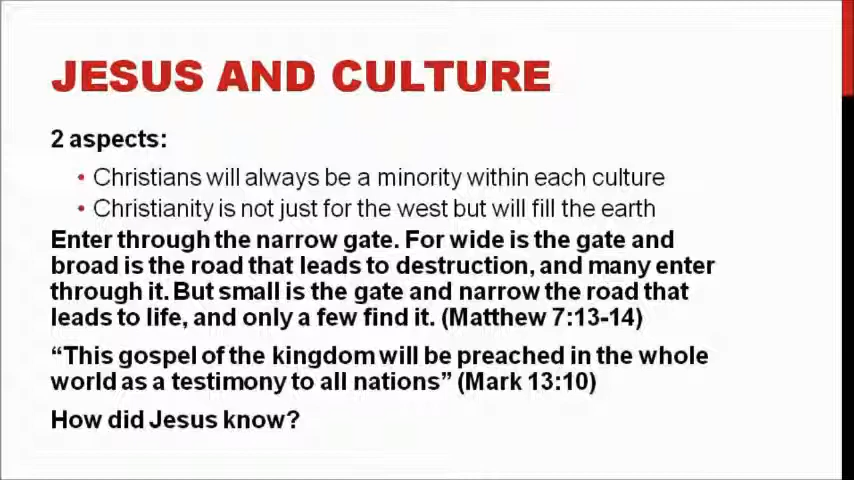 JESUS AND CULTURE
2 aspects:
• Christians will always be a minority within each culture
• Christianity is not just for the west but will fill the earth
Enter through the narrow gate. For wide is the gate and
broad is the road that leads to destruction, and many enter
through it. But small is the gate and narrow the road that
leads to life, and only a few find it. (Matthew 7:13-14)
“This gospel of the kingdom will be preached in the whole
world as a testimony to all nations” (Mark 13:10)
How did Jesus know?